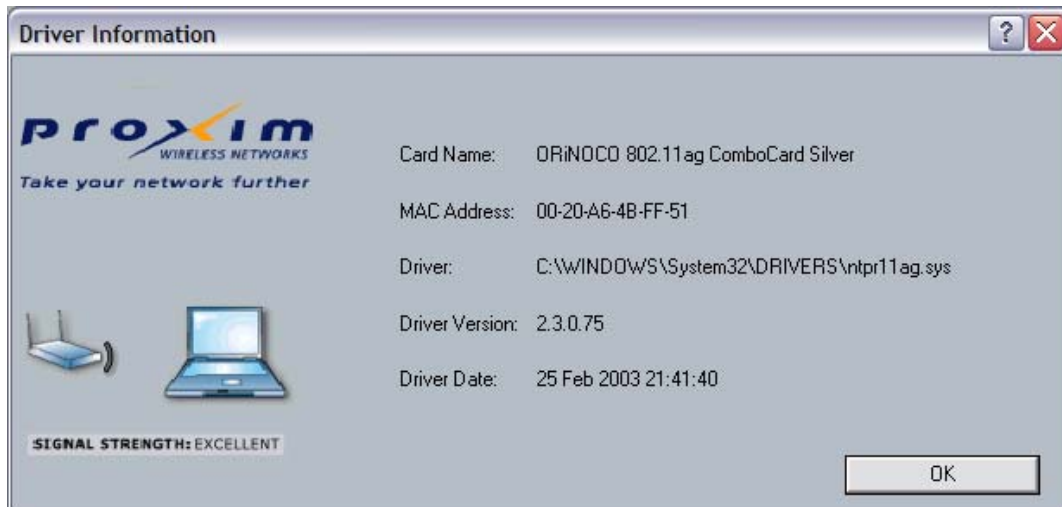 Driver Information
proxim
WIRELESS NETWORKS
Take your network further
Card Name: ORiNOCO 802.11ag ComboCard Silver
MAC Address: 00-20-A6-4B-FF-51
Driver: C:\WINDOWS\System32\DRIVERS\ntpr11ag.sys
Driver Version: 2.3.0.75
Driver Date: 25 Feb 2003 21:41:40
SIGNAL STRENGTH: EXCELLENT
OK